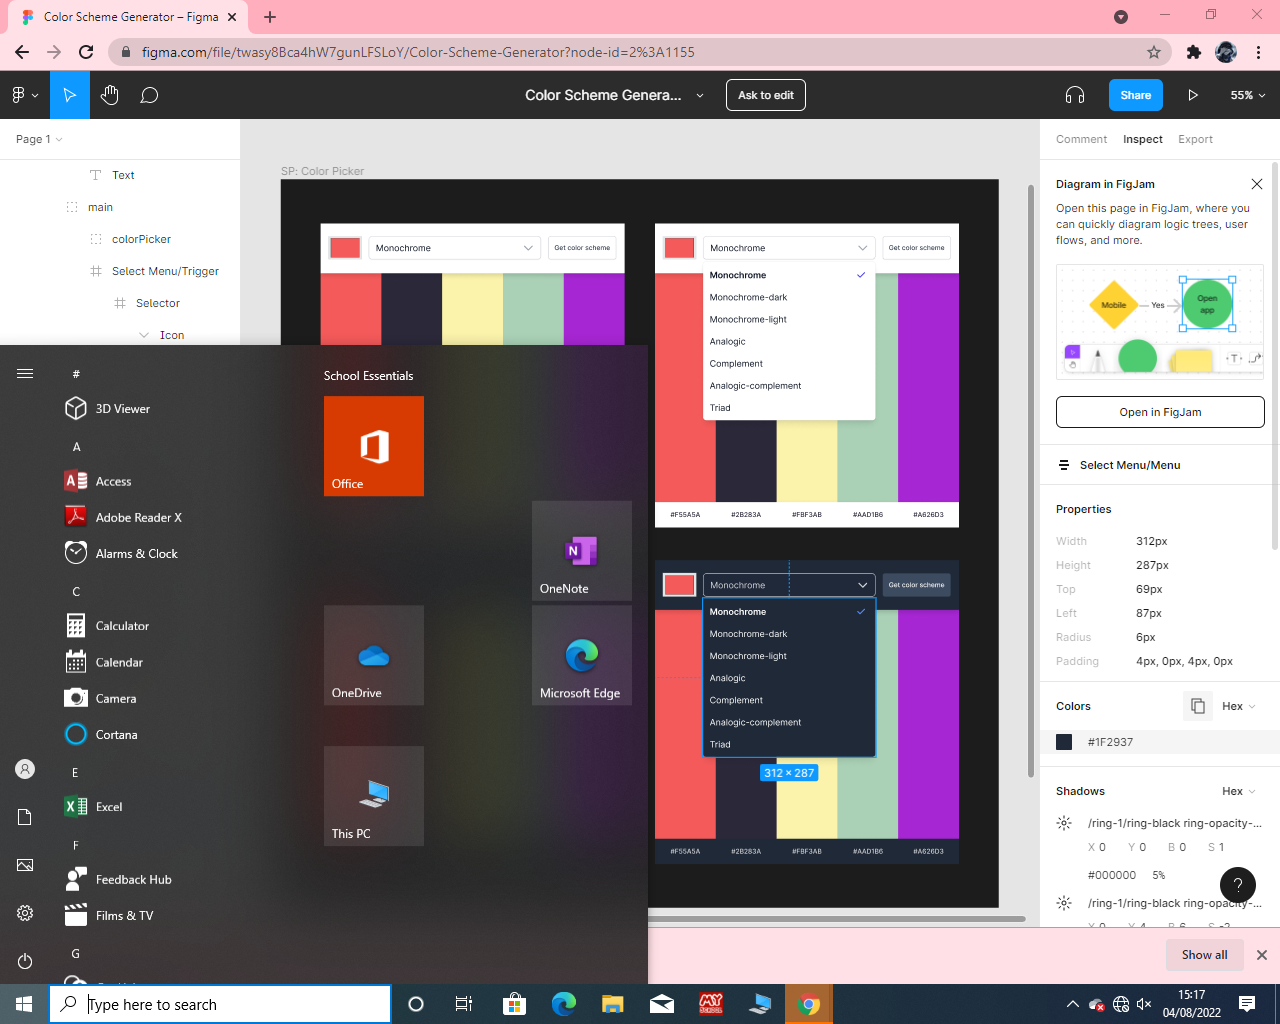 Color Scheme Generator – Figma
figma.com/file/twasy8Bca4hW7gunLFSLoY/Color-Scheme-Generator?node-id=2%3A1155
Color Scheme Genera...
Ask to edit
Share
55%
Page 1
Text
main
colorPicker
Select Menu/Trigger
Selector
Icon
SP: Color Picker
Monochrome
Get color scheme
Monochrome
Get color scheme
Monochrome
Monochrome-dark
Monochrome-light
Analogic
Complement
Analogic-complement
Triad
#F55A5A
#2B283A
#FBF3AB
#AAD1B6
#A626D3
Monochrome
Get color scheme
Monochrome
Monochrome-dark
Monochrome-light
Analogic
Complement
Analogic-complement
Triad
312 × 287
#F55A5A
#2B283A
#FBF3AB
#AAD1B6
#A626D3
Comment
Inspect
Export
Diagram in FigJam
Open this page in FigJam, where you
can quickly diagram logic trees, user
flows, and more.
Mobile
Yes
Open
app
T
Open in FigJam
Select Menu/Menu
Properties
Width 312px
Height 287px
Top 69px
Left 87px
Radius 6px
Padding 4px, 0px, 4px, 0px
Colors
Hex
#1F2937
Shadows
Hex
/ring-1/ring-black ring-opacity-...
X 0 Y 0 B 0 S 1
#000000 5%
/ring-1/ring-black ring-opacity-...
X 0 Y 4 B 6 S -2
?
Show all
#
3D Viewer
A
Access
Adobe Reader X
Alarms & Clock
C
Calculator
Calendar
Camera
Cortana
E
Excel
F
Feedback Hub
Films & TV
G
School Essentials
Office
OneNote
OneDrive
Microsoft Edge
This PC
Type here to search
MY
SCHOOL
15:17
04/08/2022